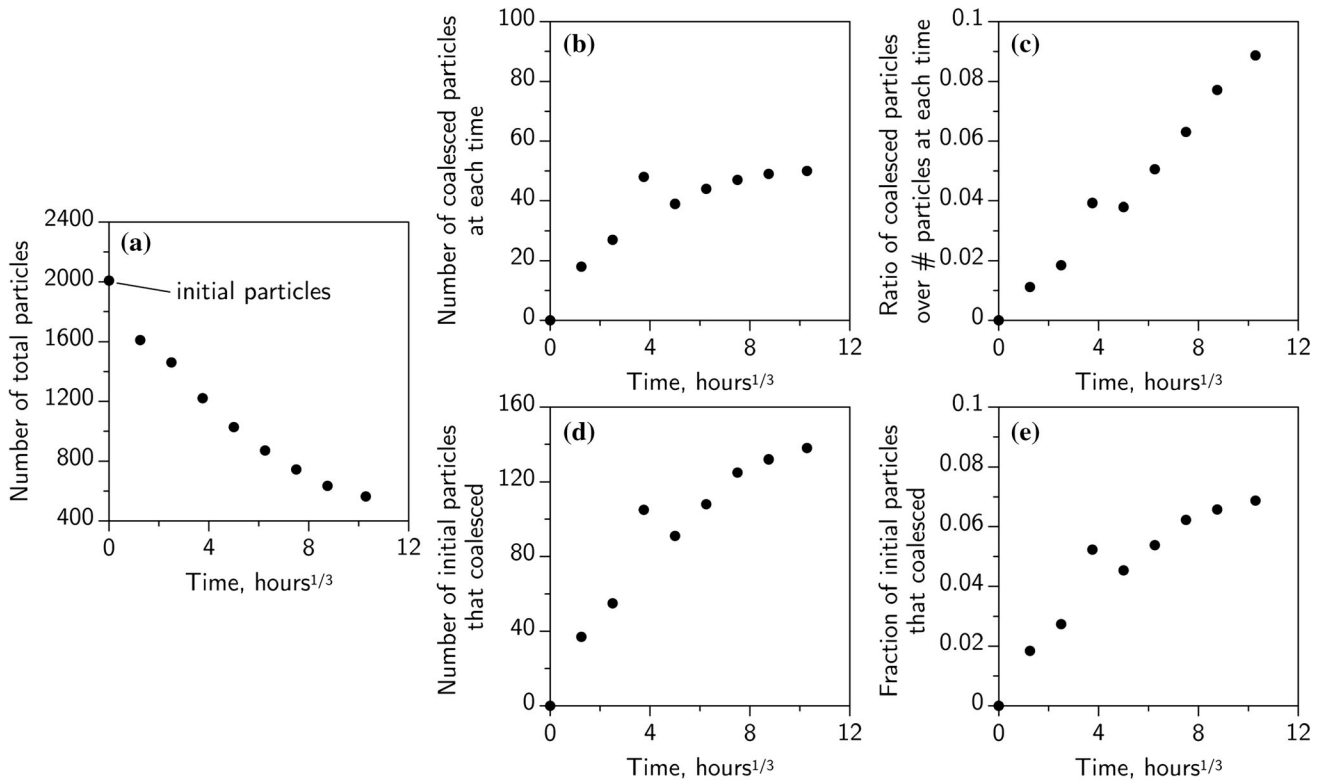 (a)
Number of total particles
2400
2000
1600
1200
800
400
initial particles
0 4 8 12
Time, hours1/3
(b)
Number of coalesced particles
at each time
100
80
60
40
20
0
0 4 8 12
Time, hours1/3
(c)
Ratio of coalesced particles
over # particles at each time
0.1
0.08
0.06
0.04
0.02
0
0 4 8 12
Time, hours1/3
(d)
Number of initial particles
that coalesced
160
120
80
40
0
0 4 8 12
Time, hours1/3
(e)
Fraction of initial particles
that coalesced
0.1
0.08
0.06
0.04
0.02
0
0 4 8 12
Time, hours1/3